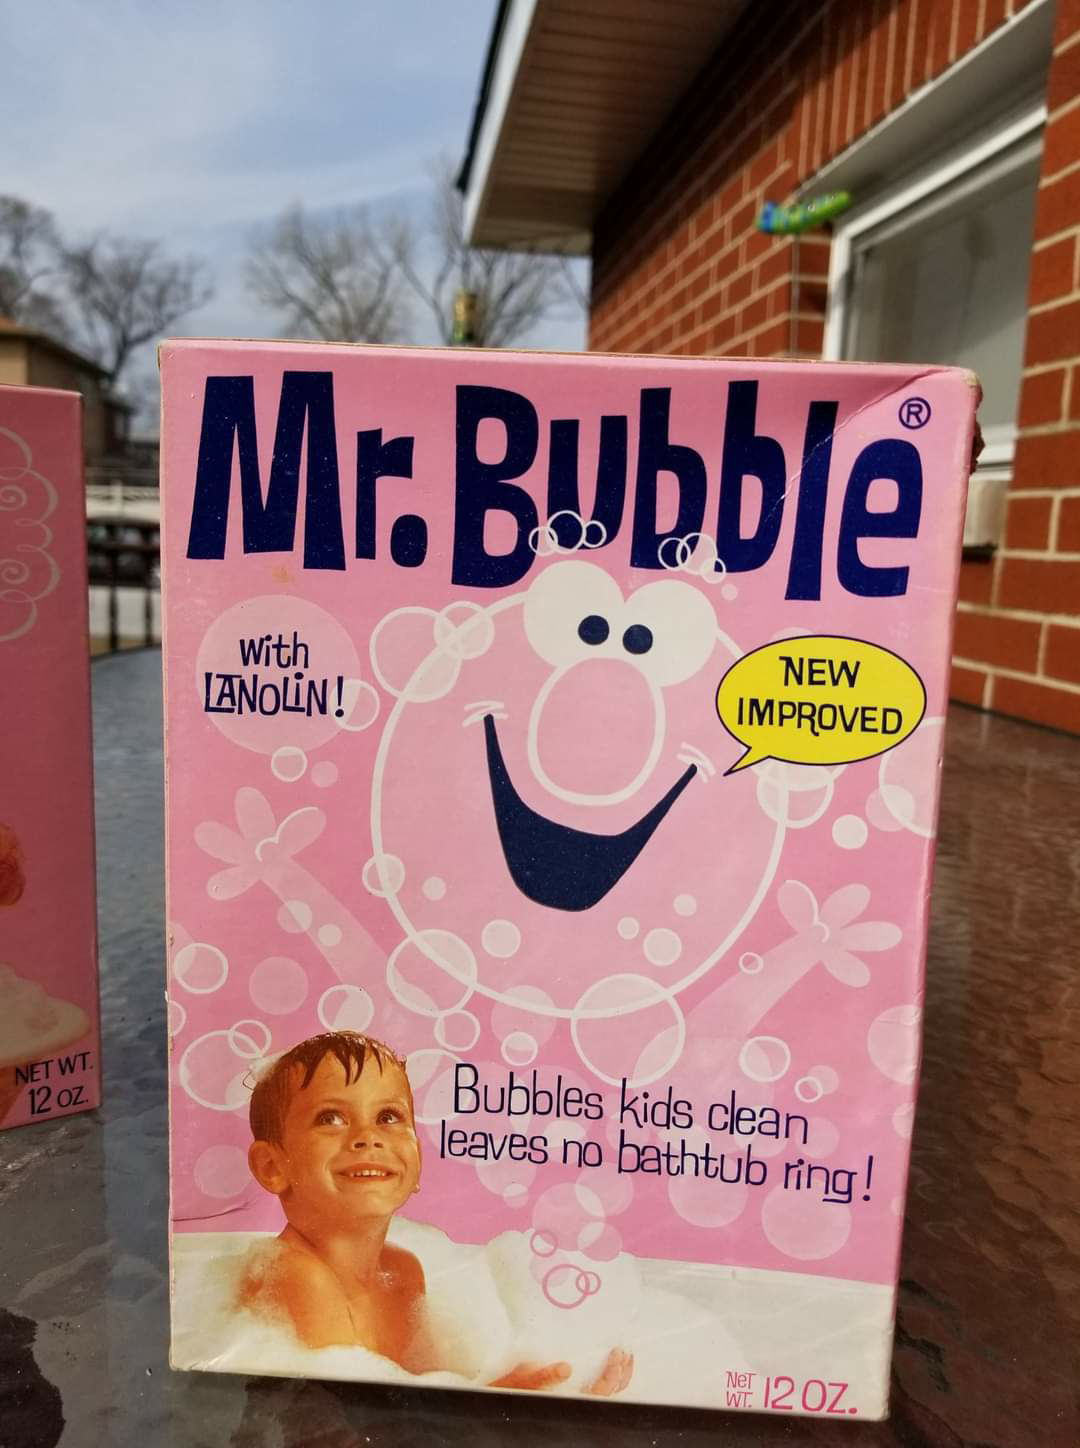 Mr. Bubble®
with
LANOLIN!
NEW
IMPROVED
Bubbles kids clean
leaves no bathtub ring!
NET
WT. 12 OZ.
NET WT.
12 OZ.